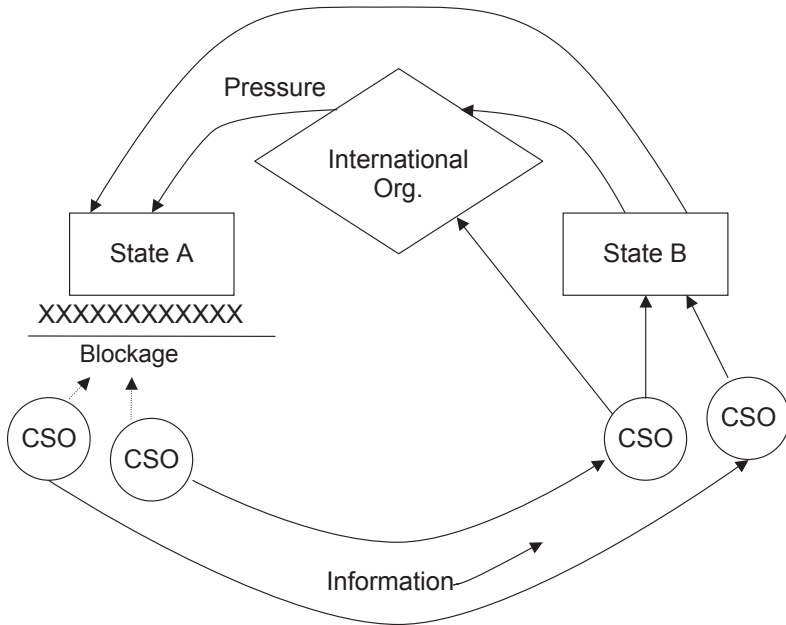 Pressure
International
Org.
State A
State B
XXXXXXXXXXXX
Blockage
CSO
CSO
CSO
CSO
Information